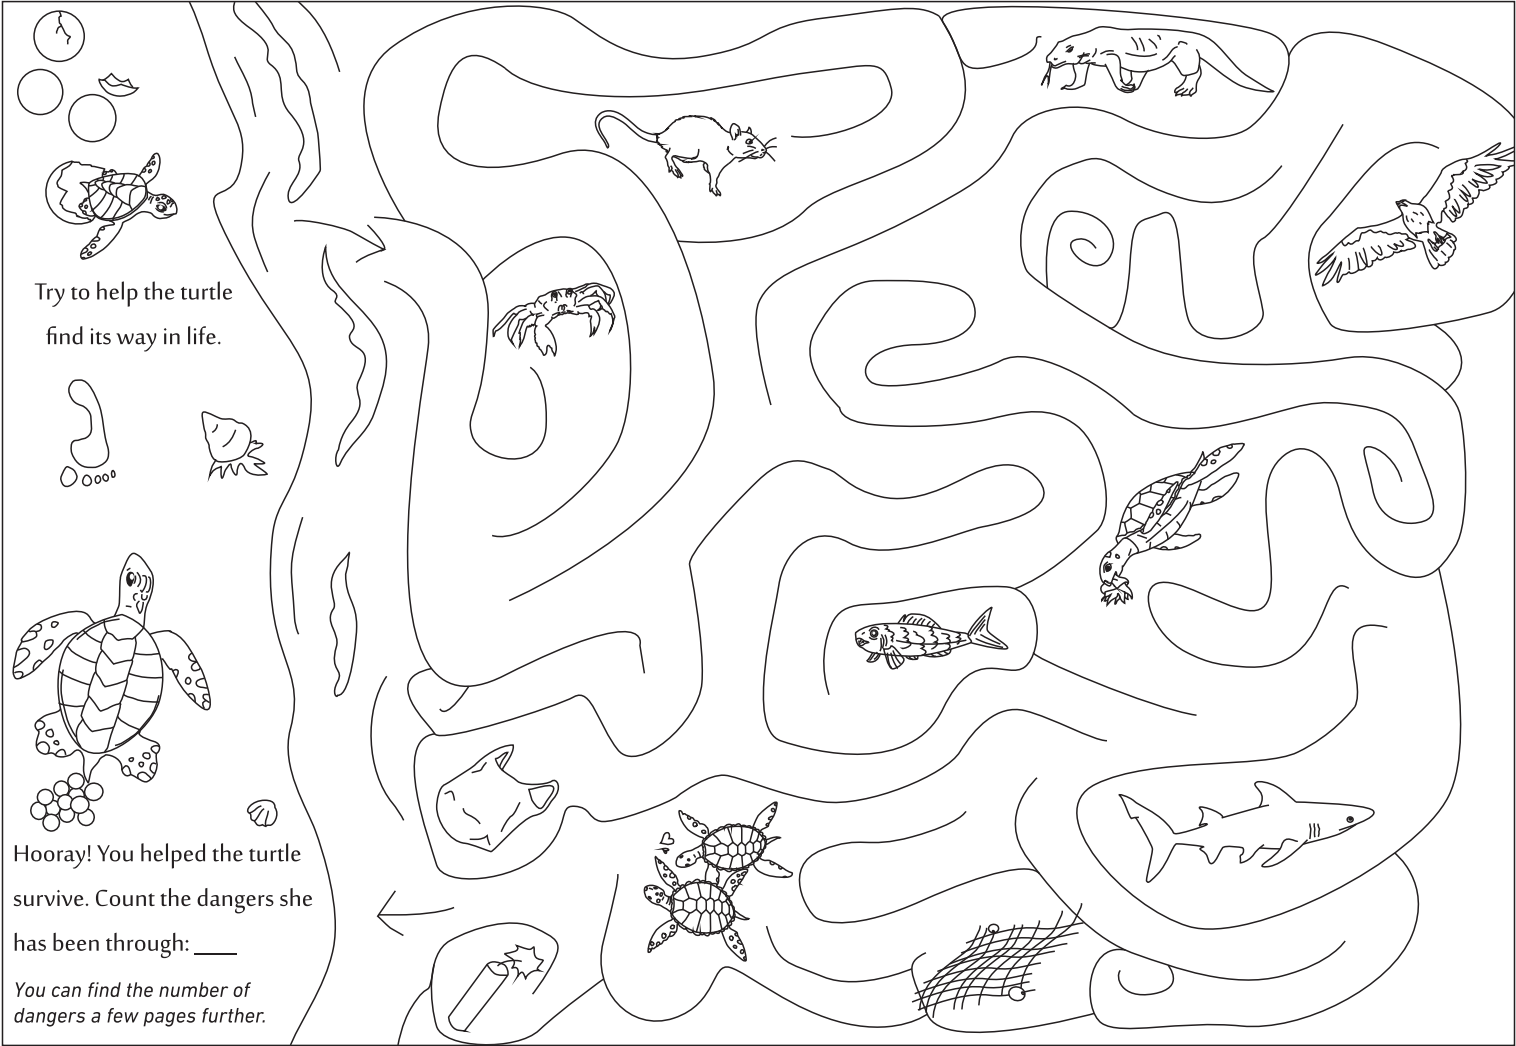 Try to help the turtle
find its way in life.
Hooray! You helped the turtle
survive. Count the dangers she
has been through: ___
You can find the number of
dangers a few pages further.